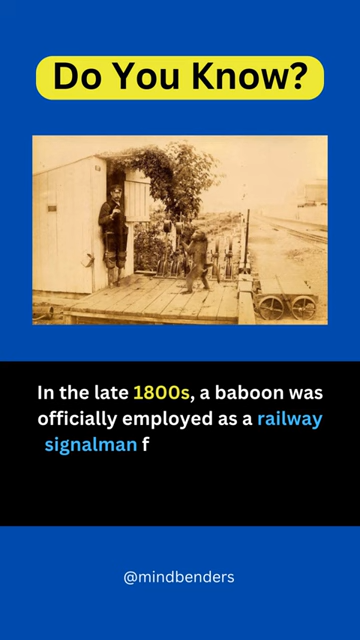 Do You Know?
In the late 1800s, a baboon was
officially employed as a railway
signalman f
@mindbenders